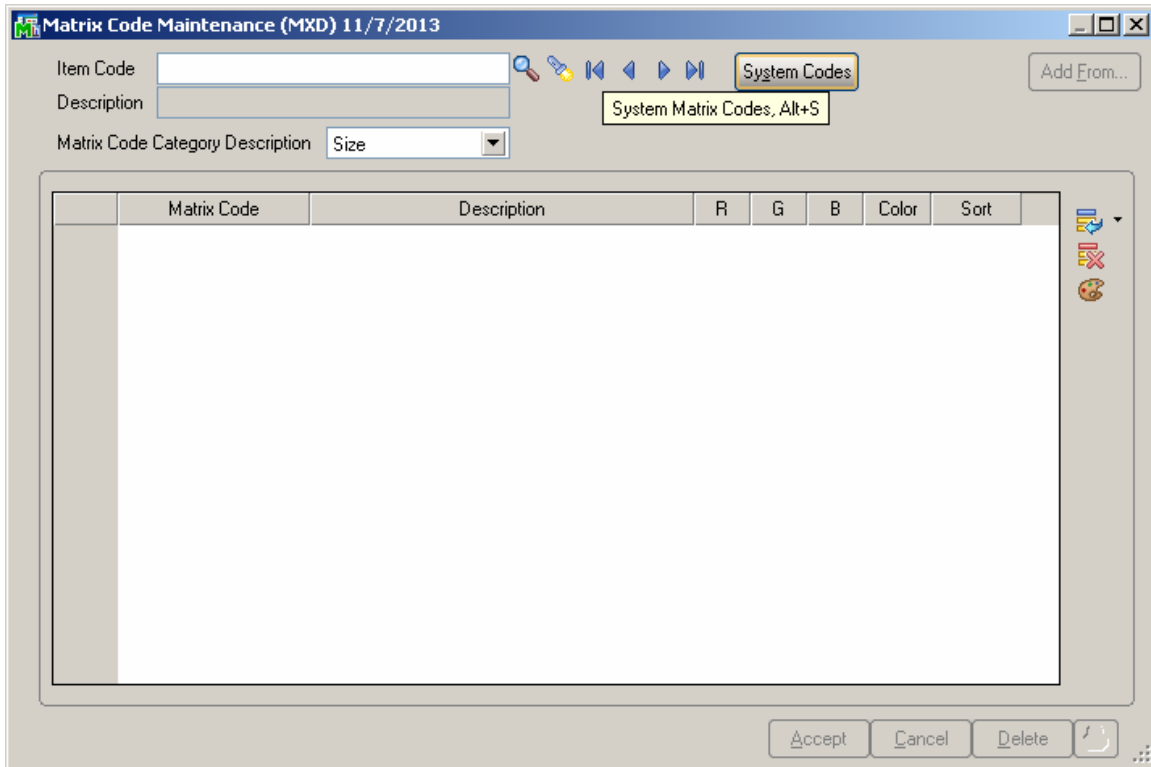 Matrix Code Maintenance (MXD) 11/7/2013
Item Code
System Codes
Add From...
Description
System Matrix Codes, Alt+S
Matrix Code Category Description Size
Matrix Code Description R G B Color Sort
Accept Cancel Delete